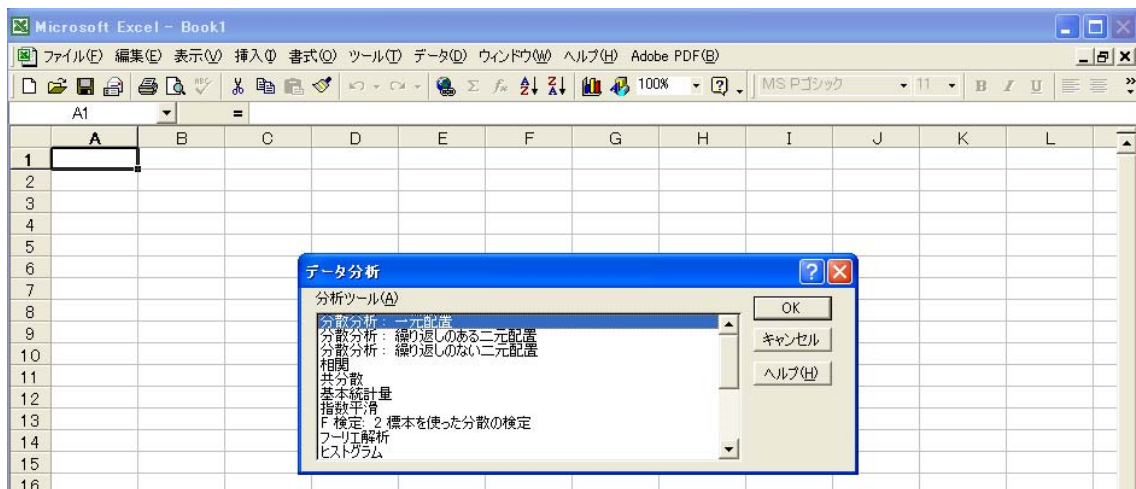 Microsoft Excel - Book1
ファイル(F) 編集(E) 表示(V) 挿入(I) 書式(O) ツール(T) データ(D) ウィンドウ(W) ヘルプ(H) Adobe PDF(B)
100% MS Pゴシック 11 B I U
A1 =
A B C D E F G H I J K L
1
2
3
4
5
6
7
8
9
10
11
12
13
14
15
16
データ分析
分析ツール(A)
分散分析: 一元配置
分散分析: 繰り返しのある二元配置
分散分析: 繰り返しのない二元配置
相関
共分散
基本統計量
指数平滑
F 検定: 2 標本を使った分散の検定
フーリエ解析
ヒストグラム
OK
キャンセル
ヘルプ(H)